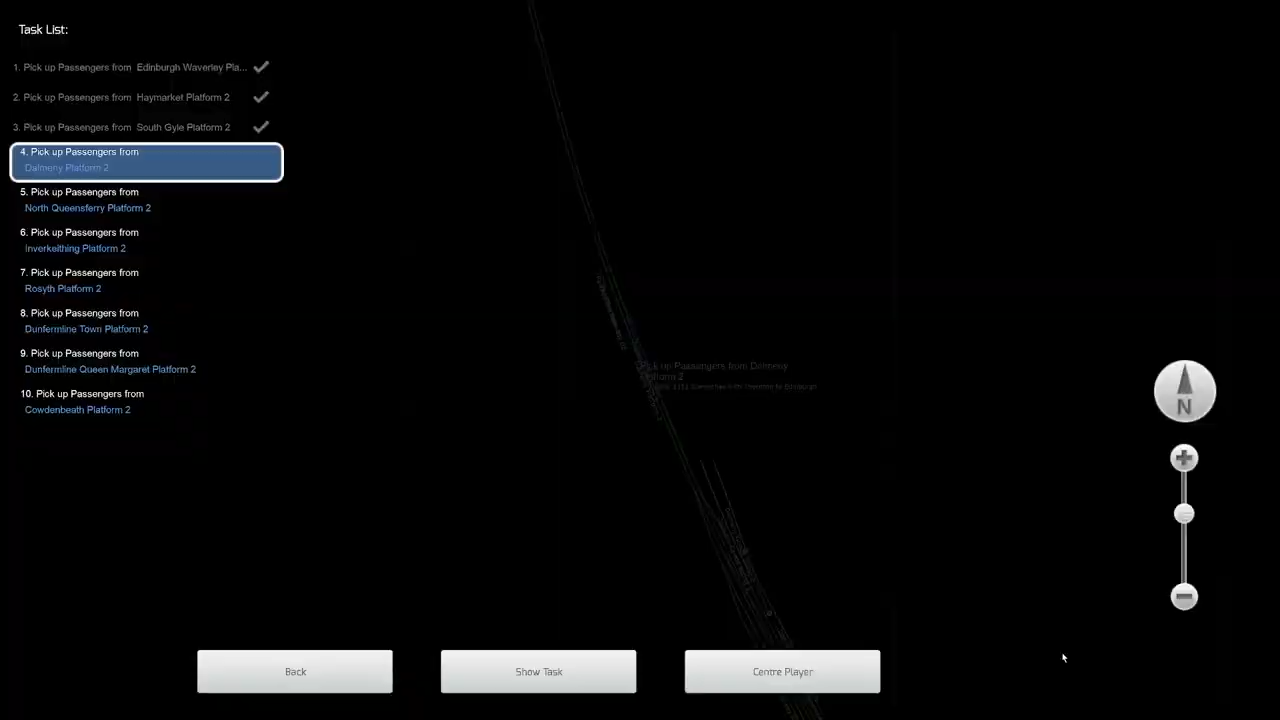 Task List:
1. Pick up Passengers from Edinburgh Waverley Pla...
2. Pick up Passengers from Haymarket Platform 2
3. Pick up Passengers from South Gyle Platform 2
4. Pick up Passengers from
Dalmeny Platform 2
5. Pick up Passengers from
North Queensferry Platform 2
6. Pick up Passengers from
Inverkeithing Platform 2
7. Pick up Passengers from
Rosyth Platform 2
8. Pick up Passengers from
Dunfermline Town Platform 2
9. Pick up Passengers from
Dunfermline Queen Margaret Platform 2
10. Pick up Passengers from
Cowdenbeath Platform 2
Pick up Passengers from Dalmeny
Platform 2
N
Back
Show Task
Centre Player